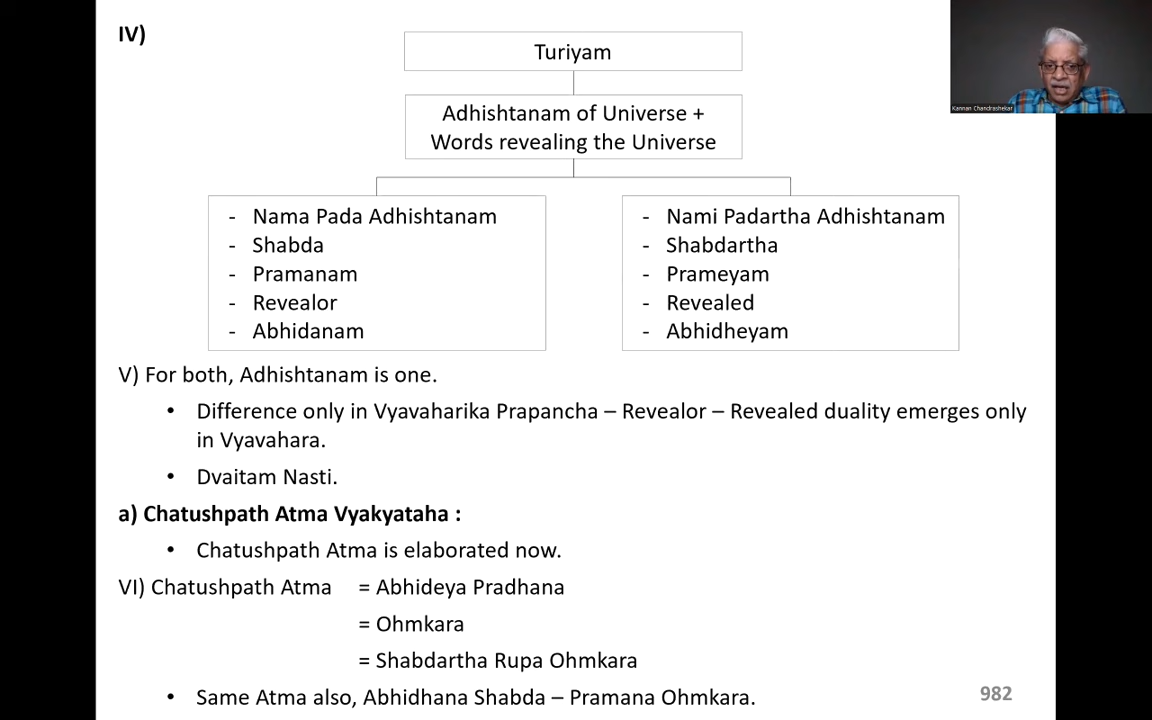 IV)
Turiyam
Adhishtanam of Universe +
Words revealing the Universe
- Nama Pada Adhishtanam
- Shabda
- Pramanam
- Revealor
- Abhidanam
- Nami Padartha Adhishtanam
- Shabdartha
- Prameyam
- Revealed
- Abhidheyam
V) For both, Adhishtanam is one.
• Difference only in Vyavaharika Prapancha – Revealor – Revealed duality emerges only
in Vyavahara.
• Dvaitam Nasti.
a) Chatushpath Atma Vyakyataha :
• Chatushpath Atma is elaborated now.
VI) Chatushpath Atma = Abhideya Pradhana
= Ohmkara
= Shabdartha Rupa Ohmkara
• Same Atma also, Abhidhana Shabda – Pramana Ohmkara.
982
Kannan Chandrashekar